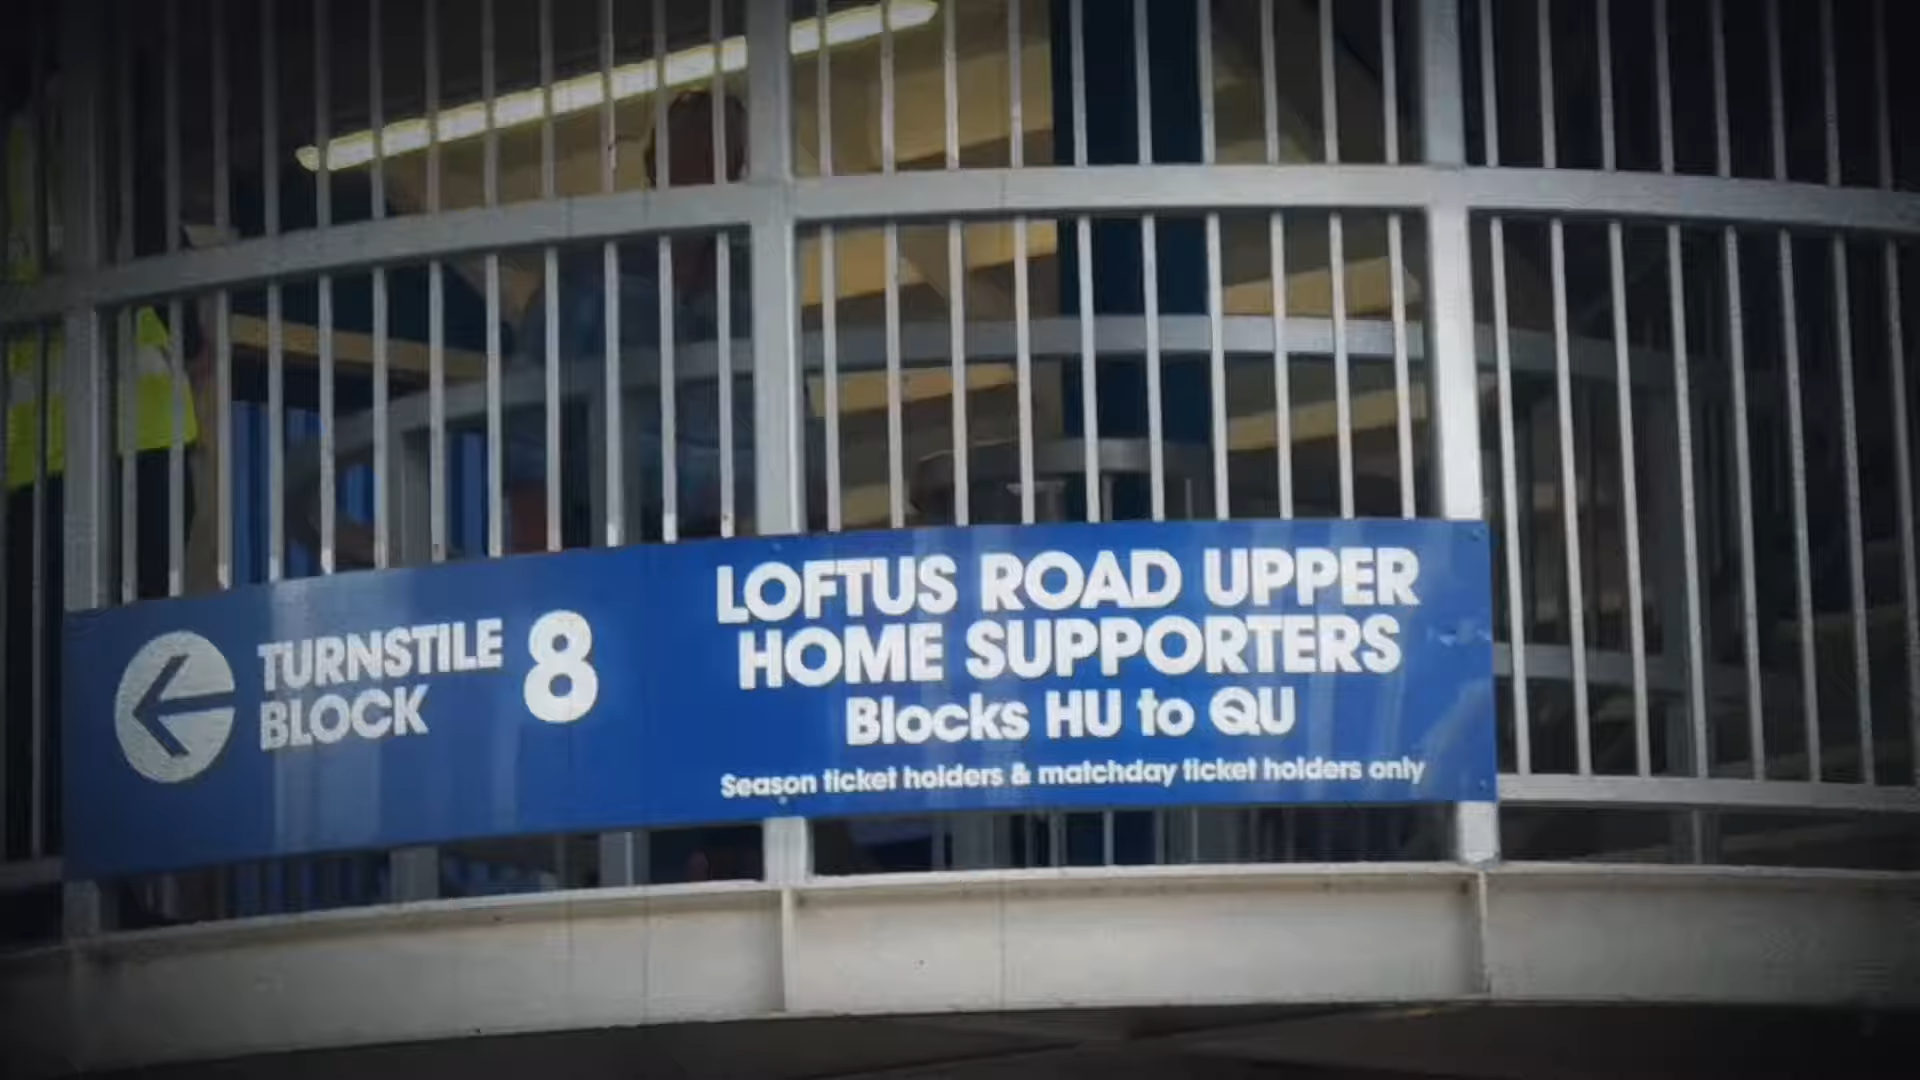 TURNSTILE
BLOCK
8
LOFTUS ROAD UPPER
HOME SUPPORTERS
Blocks HU to QU
Season ticket holders & matchday ticket holders only